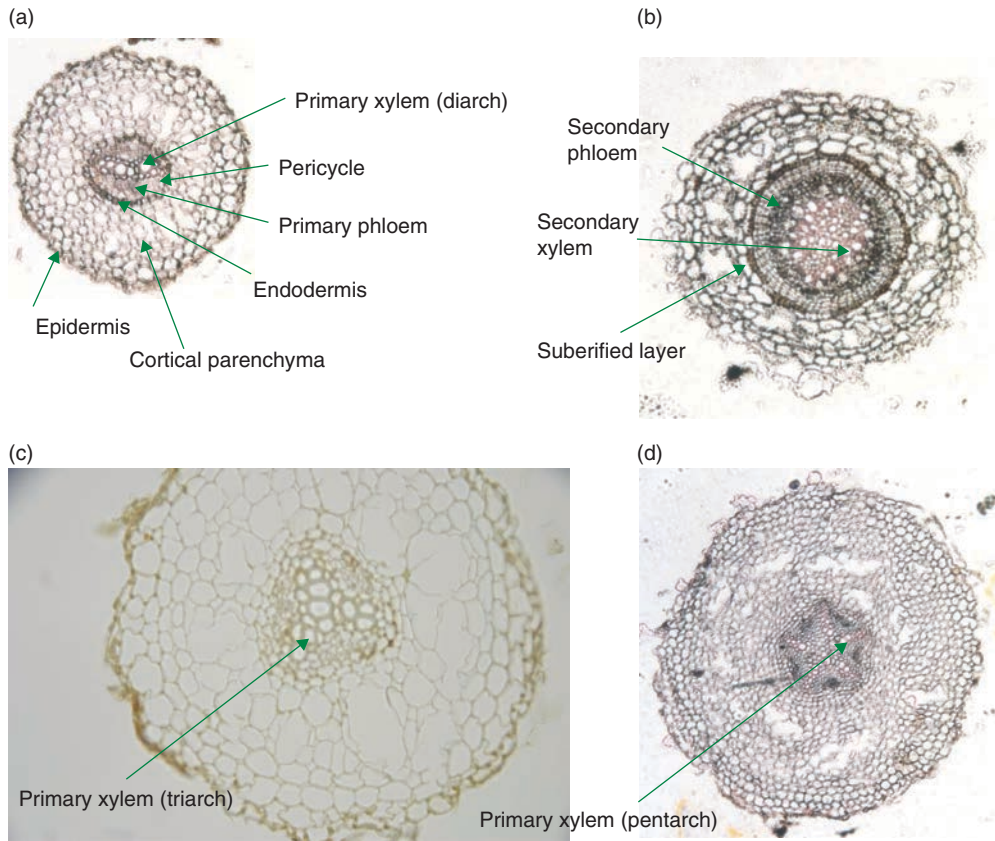 (a)
Primary xylem (diarch)
Pericycle
Primary phloem
Endodermis
Epidermis
Cortical parenchyma
(b)
Secondary
phloem
Secondary
xylem
Suberified layer
(c)
Primary xylem (triarch)
(d)
Primary xylem (pentarch)